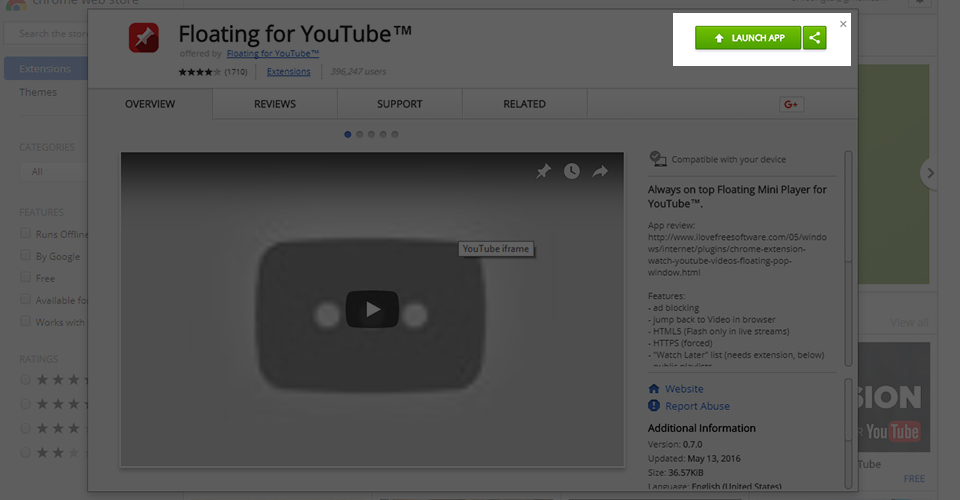 chrome web store
Floating for YouTube™
offered by Floating for YouTube™
(1710)
Extensions
396,247 users
LAUNCH APP
Search the store
Extensions
Themes
CATEGORIES
All
FEATURES
Runs Offline
By Google
Free
Available fo
Works with
RATINGS
OVERVIEW
REVIEWS
SUPPORT
RELATED
G+
YouTube iframe
Compatible with your device
Always on top Floating Mini Player for
YouTube™.
App review:
http://www.ilovefreesoftware.com/05/windo
ws/internet/plugins/chrome-extension-
watch-youtube-videos-floating-pop-
window.html
Features:
- ad blocking
- jump back to Video in browser
- HTML5 (Flash only in live streams)
- HTTPS (forced)
- "Watch Later" list (needs extension, below)
- public playlists
Website
Report Abuse
Additional Information
Version: 0.7.0
Updated: May 13, 2016
Size: 36.57KiB
Language: English (United States)
View all
SION
R YouTube
Tube
FREE